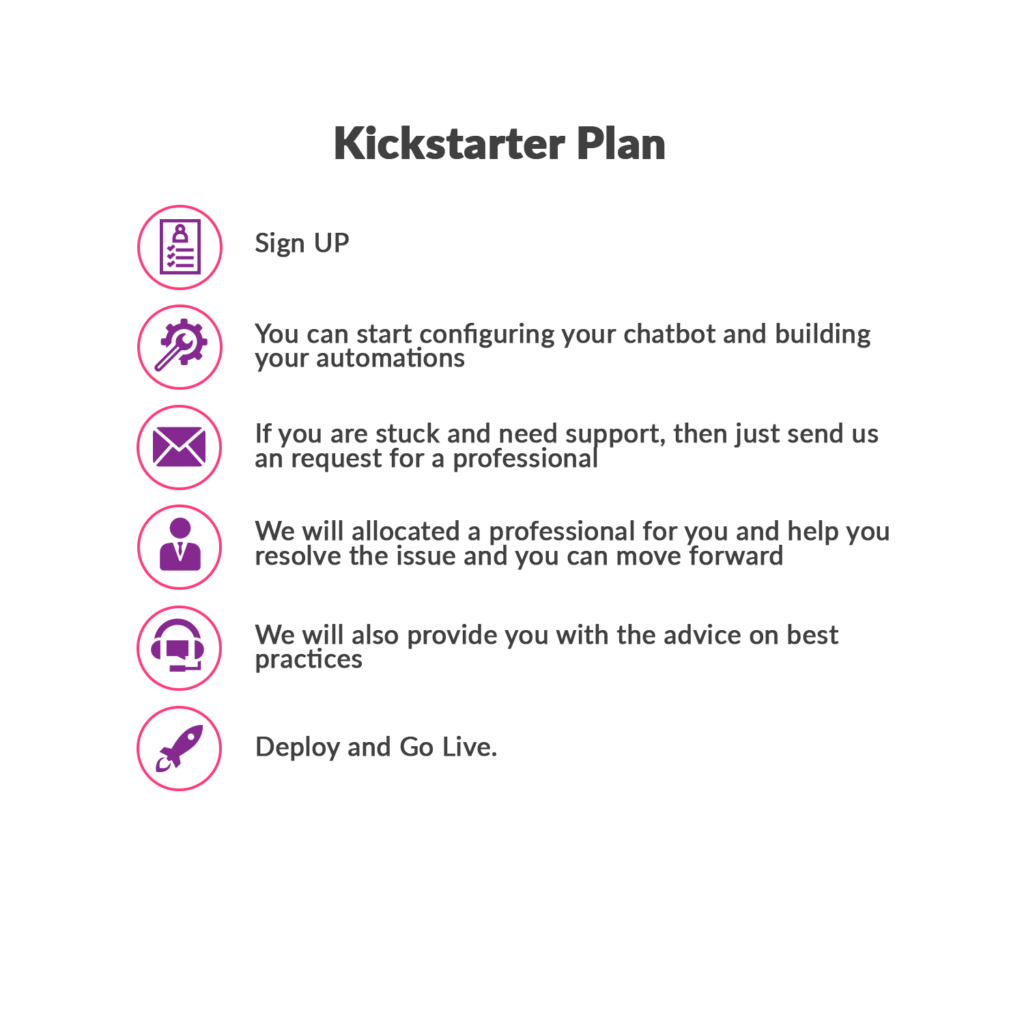 Kickstarter Plan
Sign UP
You can start configuring your chatbot and building
your automations
If you are stuck and need support, then just send us
an request for a professional
We will allocated a professional for you and help you
resolve the issue and you can move forward
We will also provide you with the advice on best
practices
Deploy and Go Live.